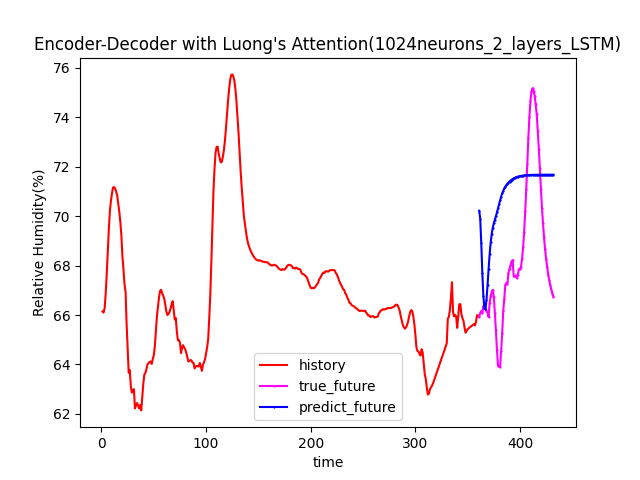 Encoder-Decoder with Luong's Attention(1024neurons_2_layers_LSTM)
76
74
72
70
68
66
64
62
Relative Humidity(%)
history
true_future
predict_future
0
100
200
300
400
time